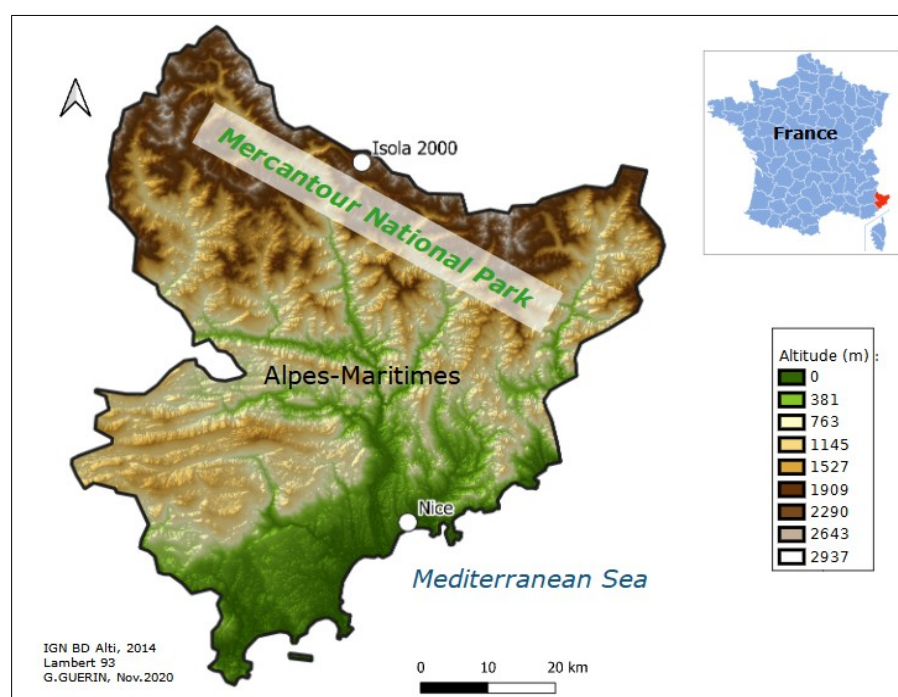 France
Isola 2000
Mercantour National Park
Alpes-Maritimes
Nice
Mediterranean Sea
Altitude (m) :
0
381
763
1145
1527
1909
2290
2643
2937
IGN BD Alti, 2014
Lambert 93
G.GUERIN, Nov.2020
0 10 20 km